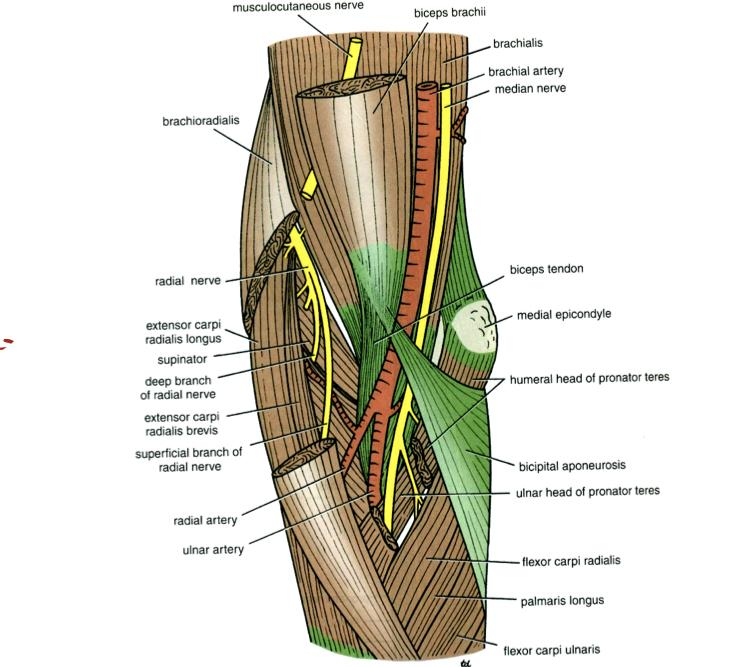 musculocutaneous nerve
biceps brachii
brachialis
brachial artery
median nerve
brachioradialis
biceps tendon
radial nerve
medial epicondyle
extensor carpi
radialis longus
supinator
deep branch
of radial nerve
humeral head of pronator teres
extensor carpi
radialis brevis
superficial branch of
radial nerve
bicipital aponeurosis
ulnar head of pronator teres
radial artery
ulnar artery
flexor carpi radialis
palmaris longus
flexor carpi ulnaris